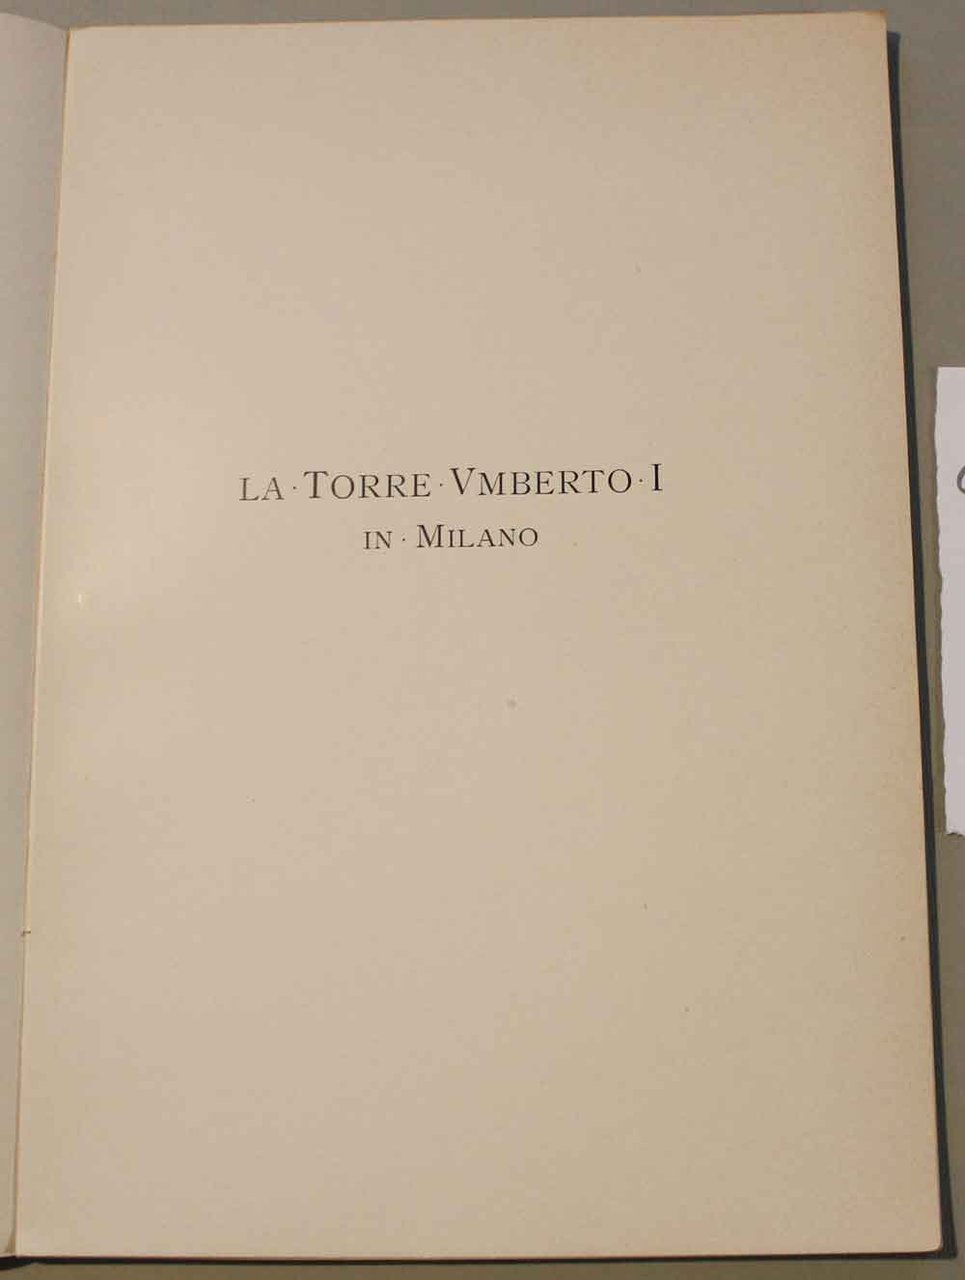 LA · TORRE · VMBERTO · I
IN · MILANO